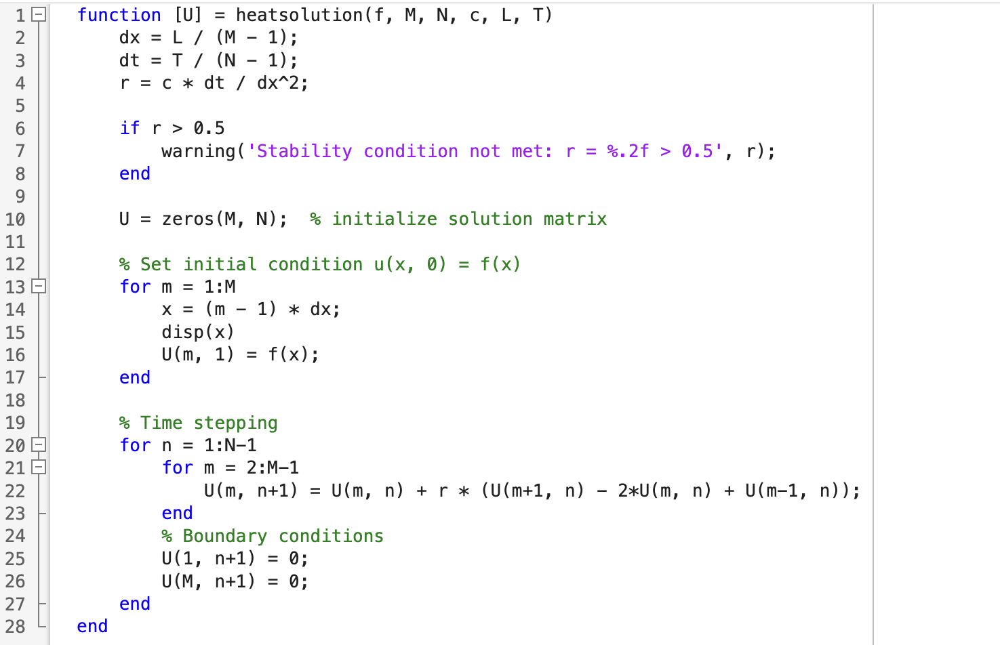 1 function [U] = heatsolution(f, M, N, c, L, T)
2 dx = L / (M - 1);
3 dt = T / (N - 1);
4 r = c * dt / dx^2;
5
6 if r > 0.5
7 warning('Stability condition not met: r = %.2f > 0.5', r);
8 end
9
10 U = zeros(M, N); % initialize solution matrix
11
12 % Set initial condition u(x, 0) = f(x)
13 for m = 1:M
14 x = (m - 1) * dx;
15 disp(x)
16 U(m, 1) = f(x);
17 end
18
19 % Time stepping
20 for n = 1:N-1
21 for m = 2:M-1
22 U(m, n+1) = U(m, n) + r * (U(m+1, n) - 2*U(m, n) + U(m-1, n));
23 end
24 % Boundary conditions
25 U(1, n+1) = 0;
26 U(M, n+1) = 0;
27 end
28 end